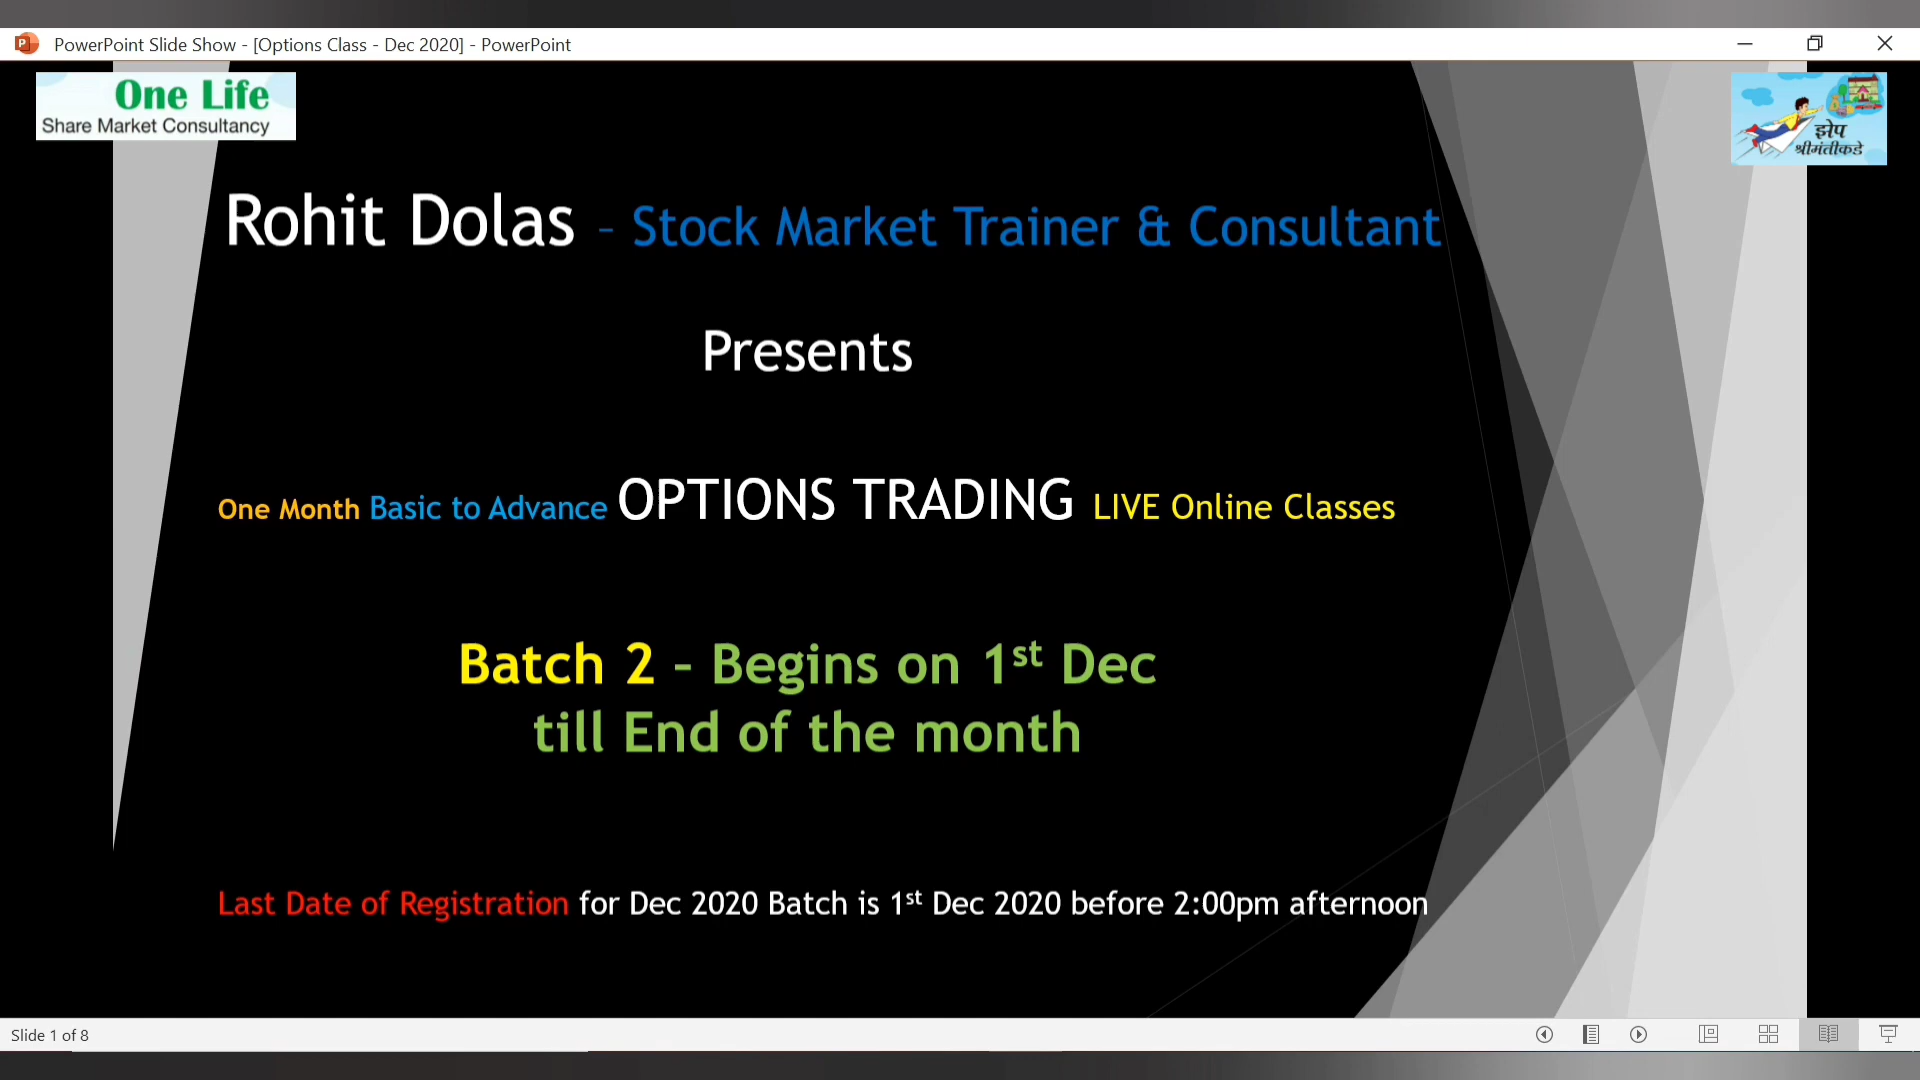 PowerPoint Slide Show - [Options Class - Dec 2020] - PowerPoint
One Life
Share Market Consultancy
झेप
श्रीमंतीकडे
Rohit Dolas – Stock Market Trainer & Consultant
Presents
One Month Basic to Advance OPTIONS TRADING LIVE Online Classes
Batch 2 – Begins on 1st Dec
till End of the month
Last Date of Registration for Dec 2020 Batch is 1st Dec 2020 before 2:00pm afternoon
Slide 1 of 8